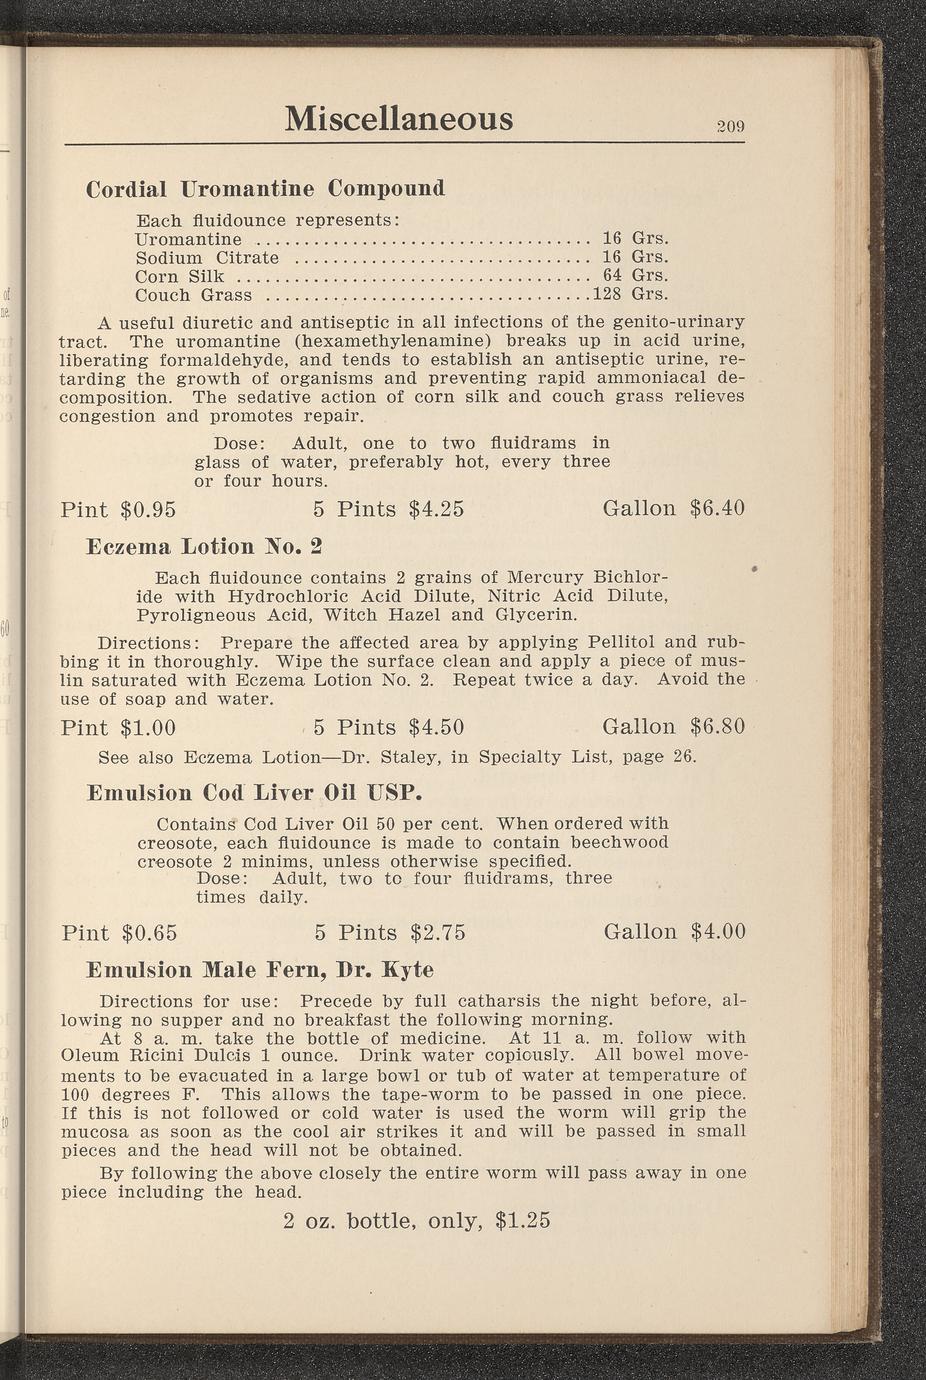 Miscellaneous
209
Cordial Uromantine Compound
Each fluidounce represents:
Uromantine .................................. 16 Grs.
Sodium Citrate .............................. 16 Grs.
Corn Silk .................................... 64 Grs.
Couch Grass .................................128 Grs.
A useful diuretic and antiseptic in all infections of the genito-urinary
tract. The uromantine (hexamethylenamine) breaks up in acid urine,
liberating formaldehyde, and tends to establish an antiseptic urine, re-
tarding the growth of organisms and preventing rapid ammoniacal de-
composition. The sedative action of corn silk and couch grass relieves
congestion and promotes repair.
Dose: Adult, one to two fluidrams in
glass of water, preferably hot, every three
or four hours.
Pint $0.95 5 Pints $4.25 Gallon $6.40
Eczema Lotion No. 2
Each fluidounce contains 2 grains of Mercury Bichlor-
ide with Hydrochloric Acid Dilute, Nitric Acid Dilute,
Pyroligneous Acid, Witch Hazel and Glycerin.
Directions: Prepare the affected area by applying Pellitol and rub-
bing it in thoroughly. Wipe the surface clean and apply a piece of mus-
lin saturated with Eczema Lotion No. 2. Repeat twice a day. Avoid the
use of soap and water.
Pint $1.00 5 Pints $4.50 Gallon $6.80
See also Eczema Lotion—Dr. Staley, in Specialty List, page 26.
Emulsion Cod Liver Oil USP.
Contains Cod Liver Oil 50 per cent. When ordered with
creosote, each fluidounce is made to contain beechwood
creosote 2 minims, unless otherwise specified.
Dose: Adult, two to four fluidrams, three
times daily.
Pint $0.65 5 Pints $2.75 Gallon $4.00
Emulsion Male Fern, Dr. Kyte
Directions for use: Precede by full catharsis the night before, al-
lowing no supper and no breakfast the following morning.
At 8 a. m. take the bottle of medicine. At 11 a. m. follow with
Oleum Ricini Dulcis 1 ounce. Drink water copiously. All bowel move-
ments to be evacuated in a large bowl or tub of water at temperature of
100 degrees F. This allows the tape-worm to be passed in one piece.
If this is not followed or cold water is used the worm will grip the
mucosa as soon as the cool air strikes it and will be passed in small
pieces and the head will not be obtained.
By following the above closely the entire worm will pass away in one
piece including the head.
2 oz. bottle, only, $1.25